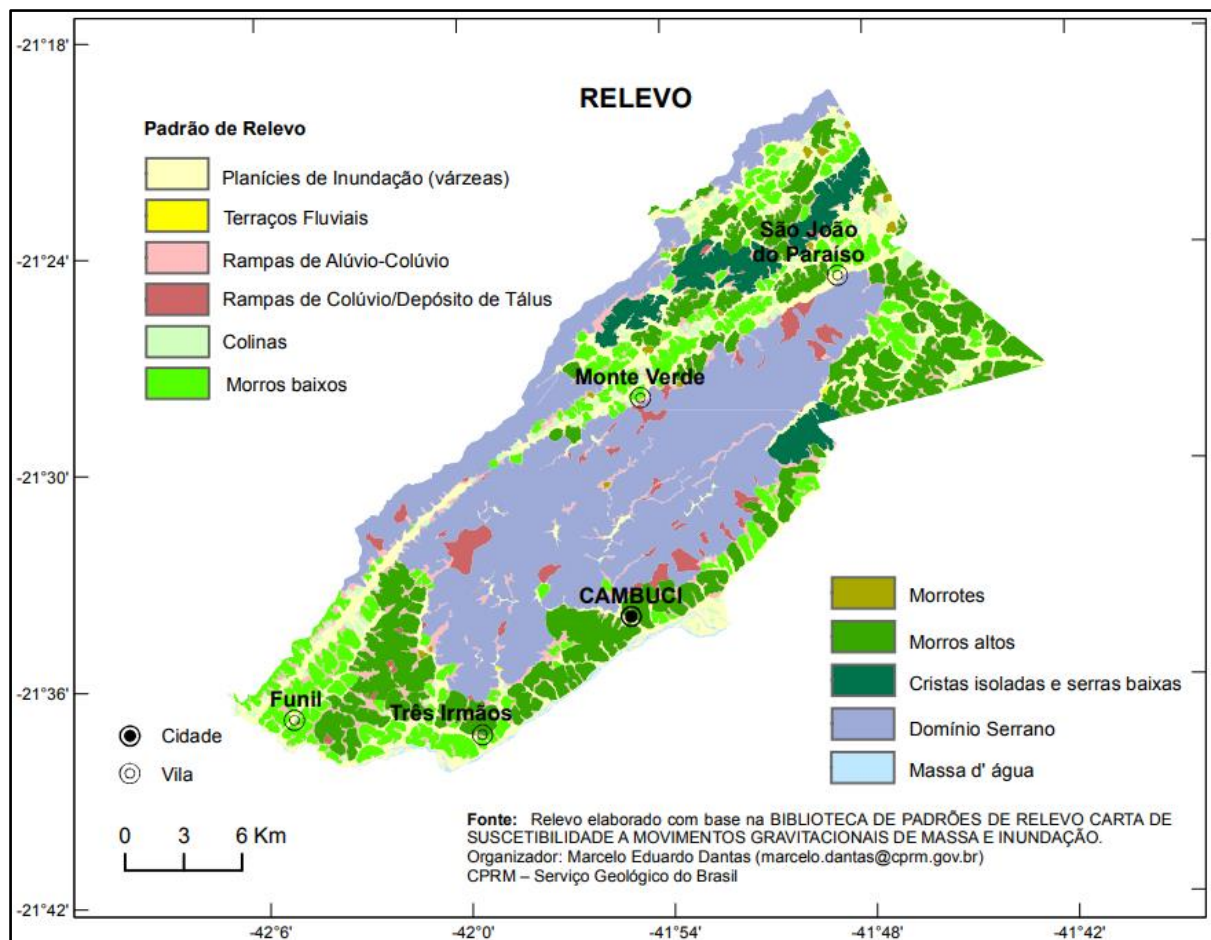 RELEVO
Padrão de Relevo
Planícies de Inundação (várzeas)
Terraços Fluviais
Rampas de Alúvio-Colúvio
Rampas de Colúvio/Depósito de Tálus
Colinas
Morros baixos
São João
do Paraíso
Monte Verde
CAMBUCI
Funil
Três Irmãos
Morrotes
Morros altos
Cristas isoladas e serras baixas
Domínio Serrano
Massa d' água
Cidade
Vila
0 3 6 Km
Fonte: Relevo elaborado com base na BIBLIOTECA DE PADRÕES DE RELEVO CARTA DE
SUSCETIBILIDADE A MOVIMENTOS GRAVITACIONAIS DE MASSA E INUNDAÇÃO.
Organizador: Marcelo Eduardo Dantas (marcelo.dantas@cprm.gov.br)
CPRM – Serviço Geológico do Brasil
-21°18'
-21°24'
-21°30'
-21°36'
-21°42'
-42°6'
-42°0'
-41°54'
-41°48'
-41°42'